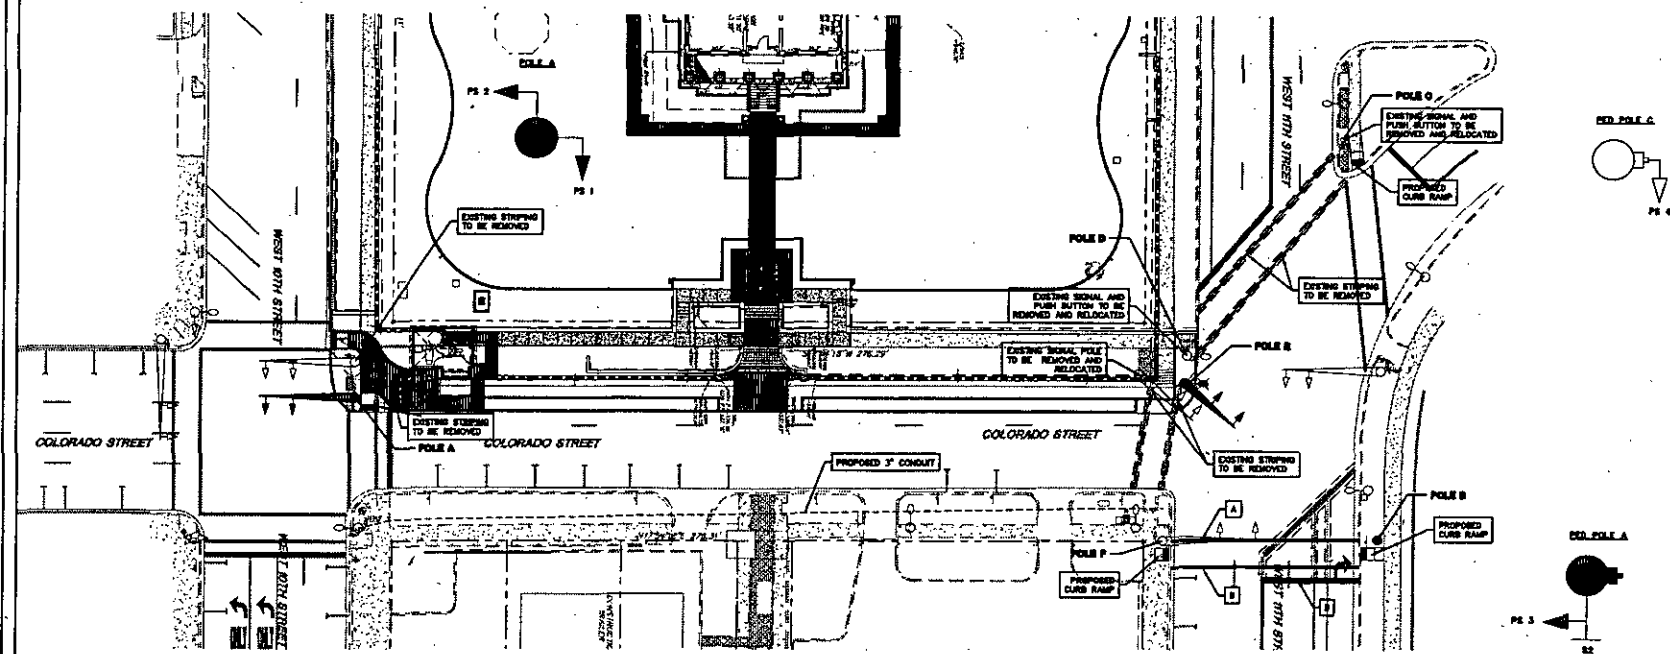 POLE A
PS 2
PS 1
EXISTING STRIPING
TO BE REMOVED
WEST 10TH STREET
WEST 11TH STREET
POLE C
EXISTING SIGNAL AND
PUSH BUTTON TO BE
REMOVED AND RELOCATED
PROPOSED
CURB RAMP
PED POLE C
PS 4
POLE D
EXISTING SIGNAL AND
PUSH BUTTON TO BE
REMOVED AND RELOCATED
EXISTING STRIPING
TO BE REMOVED
EXISTING SIGNAL POLE
TO BE REMOVED AND
RELOCATED
POLE E
EXISTING STRIPING
TO BE REMOVED
POLE A
COLORADO STREET
COLORADO STREET
COLORADO STREET
EXISTING STRIPING
TO BE REMOVED
PROPOSED 3" CONDUIT
A
POLE B
PROPOSED
CURB RAMP
POLE F
PROPOSED
CURB RAMP
B
WEST 10TH STREET
WEST 11TH
PED POLE A
PS 3